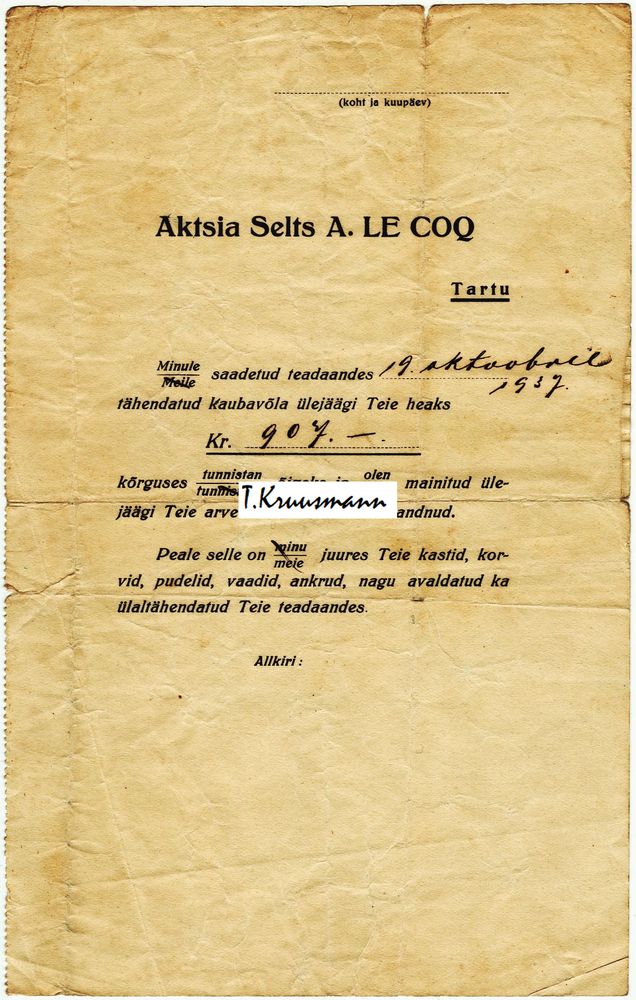 (koht ja kuupäev)
Aktsia Selts A. LE COQ
Tartu
Minule
Meile saadetud teadaandes 19. oktoobril
1937.
tähendatud kaubavõla ülejäägi Teie heaks
Kr. 907.—
tunnistan olen
kõrguses mainitud üle-
T. Kruusmann
jäägi Teie arve andnud.
Peale selle on minu
meie juures Teie kastid, kor-
vid, pudelid, vaadid, ankrud, nagu avaldatud ka
ülaltähendatud Teie teadaandes.
Allkiri: